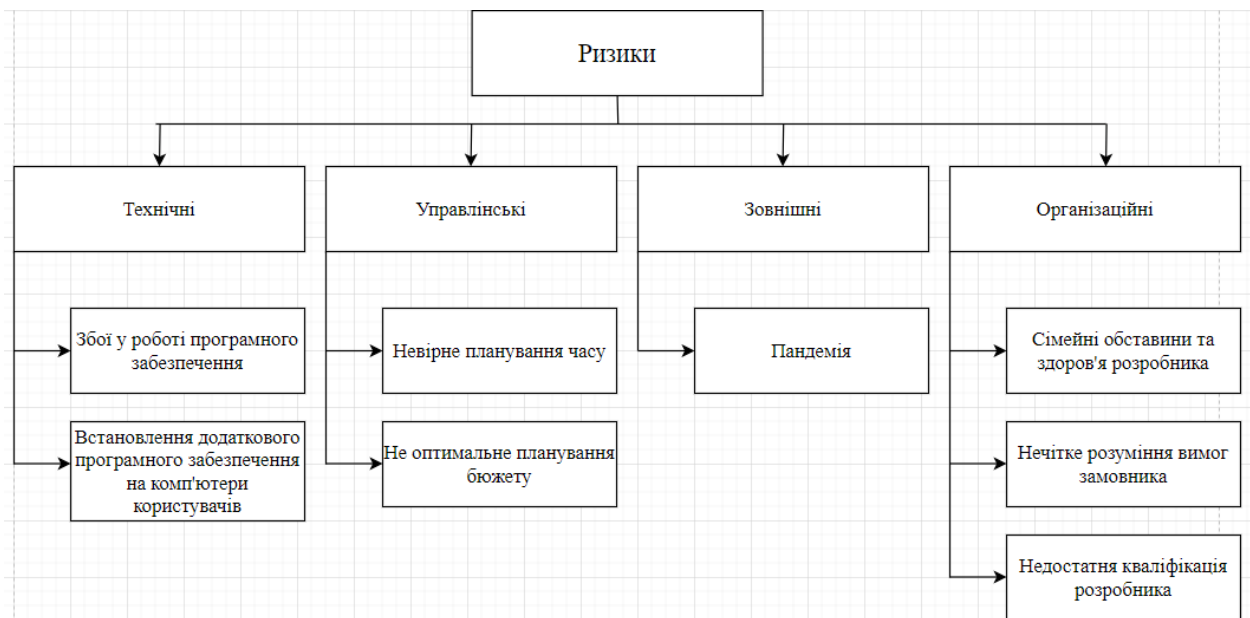 Ризики
Технічні
Управлінські
Зовнішні
Організаційні
Збої у роботі програмного
забезпечення
Невірне планування часу
Пандемія
Сімейні обставини та
здоров'я розробника
Встановлення додаткового
програмного забезпечення
на комп'ютери
користувачів
Не оптимальне планування
бюжету
Нечітке розуміння вимог
замовника
Недостатня кваліфікація
розробника